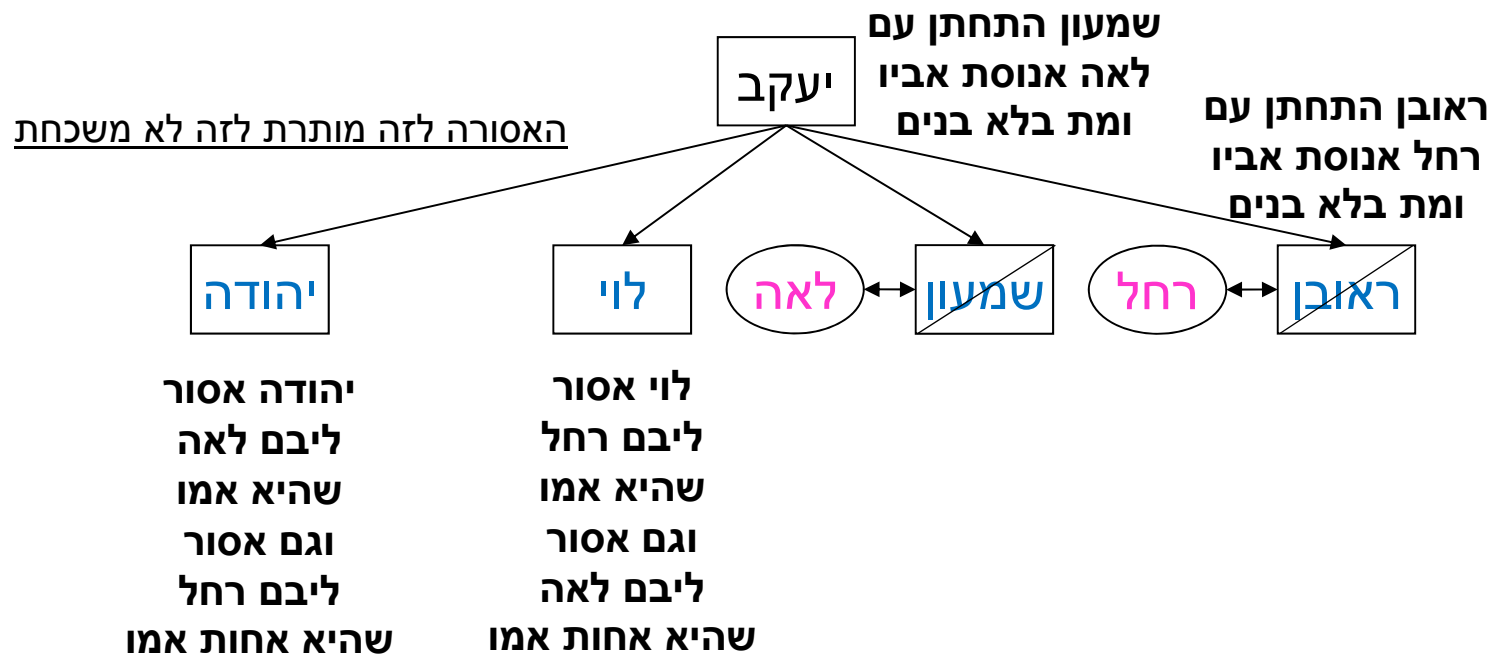 שמעון התחתן עם
לאה אנוסת אביו
ומת בלא בנים
יעקב
ראובן התחתן עם
רחל אנוסת אביו
ומת בלא בנים
האסורה לזה מותרת לזה לא משכחת
ראובן
רחל
שמעון
לאה
לוי
יהודה
לוי אסור
ליבם רחל
שהיא אמו
וגם אסור
ליבם לאה
שהיא אחות אמו
יהודה אסור
ליבם לאה
שהיא אמו
וגם אסור
ליבם רחל
שהיא אחות אמו